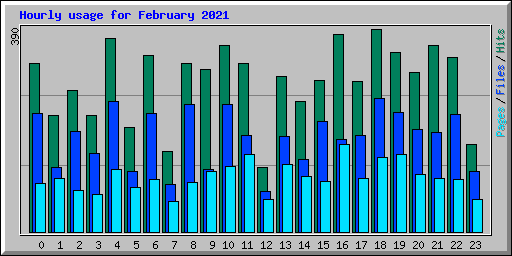 Hourly usage for February 2021
390
Pages/Files/Hits
0 1 2 3 4 5 6 7 8 9 10 11 12 13 14 15 16 17 18 19 20 21 22 23